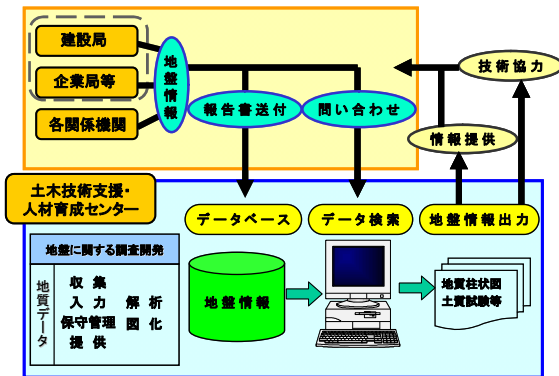 建設局
企業局等
各関係機関
地盤情報
報告書送付
問い合わせ
技術協力
情報提供
土木技術支援・
人材育成センター
データベース
データ検索
地盤情報出力
地盤に関する調査開発
地質データ
収集
入力 解析
保守管理 図化
提供
地盤情報
地質柱状図
土質試験等